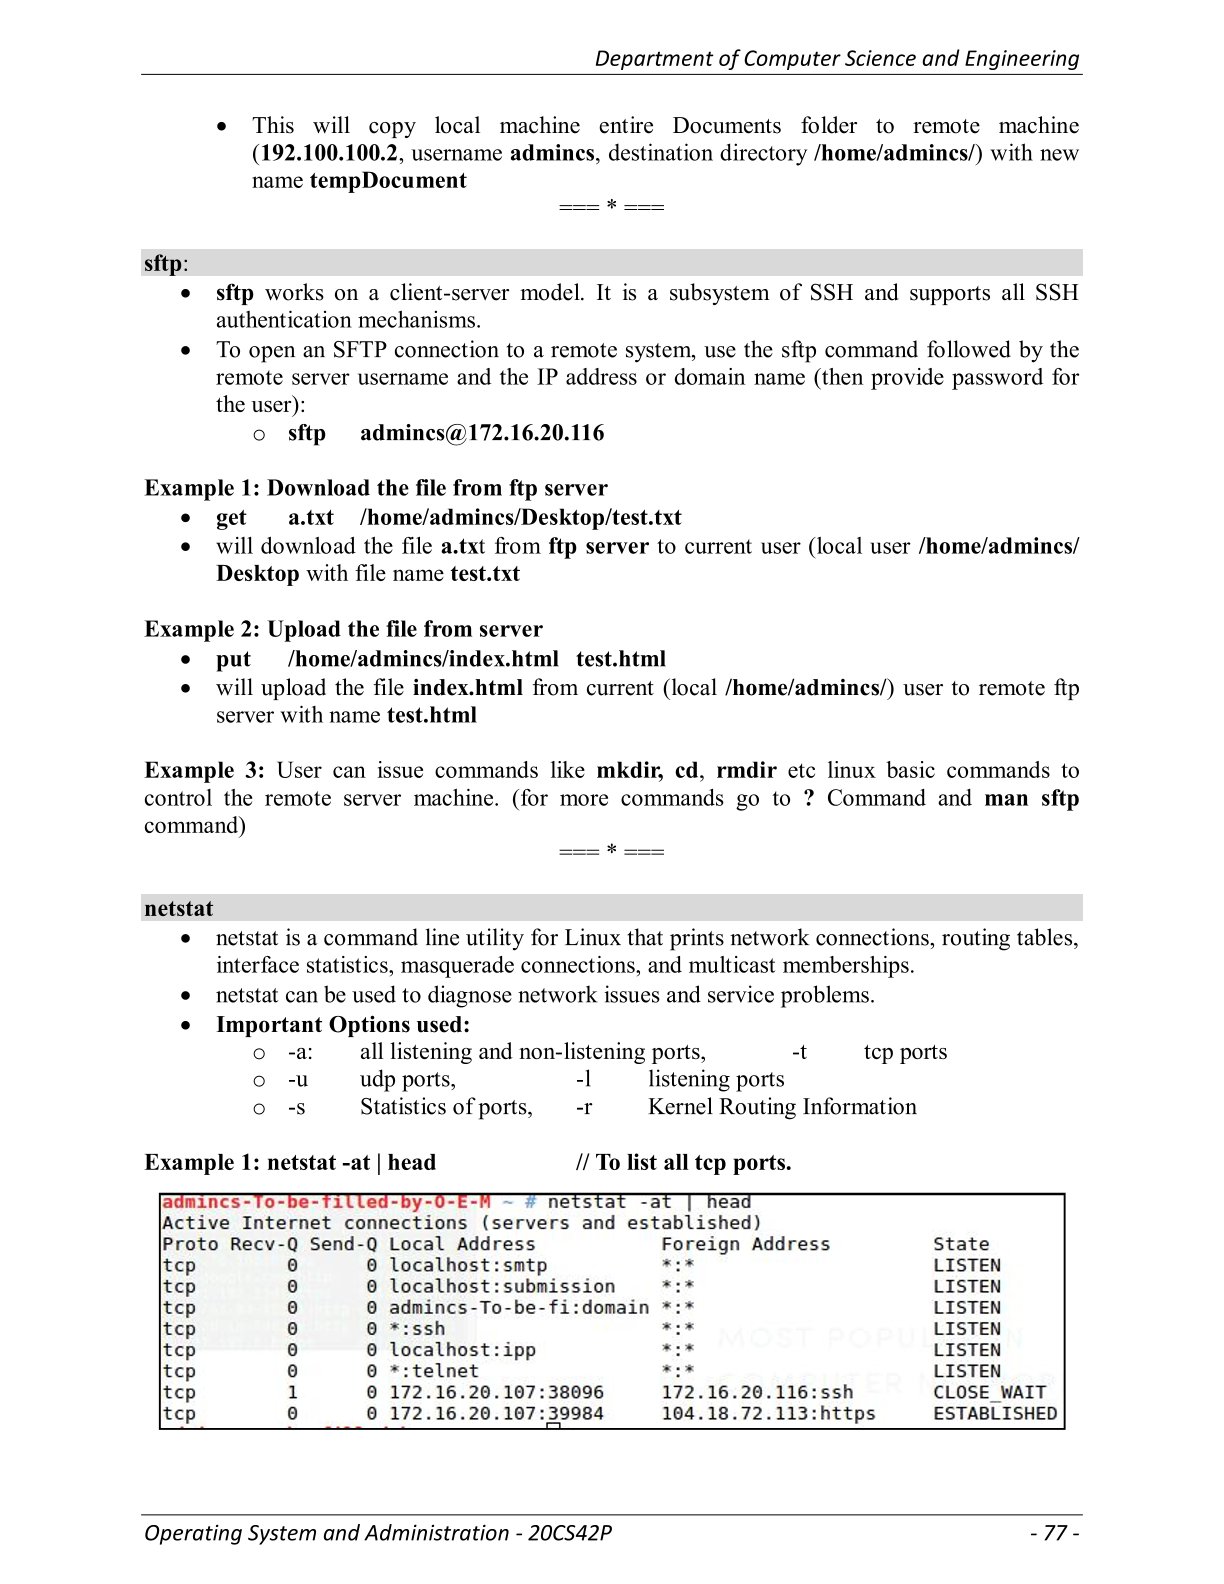 Department of Computer Science and Engineering
• This will copy local machine entire Documents folder to remote machine
(192.100.100.2, username admincs, destination directory /home/admincs/) with new
name tempDocument
=== * ===
sftp:
• sftp works on a client-server model. It is a subsystem of SSH and supports all SSH
authentication mechanisms.
• To open an SFTP connection to a remote system, use the sftp command followed by the
remote server username and the IP address or domain name (then provide password for
the user):
o sftp admincs@172.16.20.116
Example 1: Download the file from ftp server
• get a.txt /home/admincs/Desktop/test.txt
• will download the file a.txt from ftp server to current user (local user /home/admincs/
Desktop with file name test.txt
Example 2: Upload the file from server
• put /home/admincs/index.html test.html
• will upload the file index.html from current (local /home/admincs/) user to remote ftp
server with name test.html
Example 3: User can issue commands like mkdir, cd, rmdir etc linux basic commands to
control the remote server machine. (for more commands go to ? Command and man sftp
command)
=== * ===
netstat
• netstat is a command line utility for Linux that prints network connections, routing tables,
interface statistics, masquerade connections, and multicast memberships.
• netstat can be used to diagnose network issues and service problems.
• Important Options used:
o -a: all listening and non-listening ports, -t tcp ports
o -u udp ports, -l listening ports
o -s Statistics of ports, -r Kernel Routing Information
Example 1: netstat -at | head // To list all tcp ports.
admincs-To-be-filled-by-O-E-M ~ # netstat -at | head
Active Internet connections (servers and established)
Proto Recv-Q Send-Q Local Address Foreign Address State
tcp 0 0 localhost:smtp *:* LISTEN
tcp 0 0 localhost:submission *:* LISTEN
tcp 0 0 admincs-To-be-fi:domain *:* LISTEN
tcp 0 0 *:ssh *:* LISTEN
tcp 0 0 localhost:ipp *:* LISTEN
tcp 0 0 *:telnet *:* LISTEN
tcp 1 0 172.16.20.107:38096 172.16.20.116:ssh CLOSE_WAIT
tcp 0 0 172.16.20.107:39984 104.18.72.113:https ESTABLISHED
Operating System and Administration - 20CS42P - 77 -